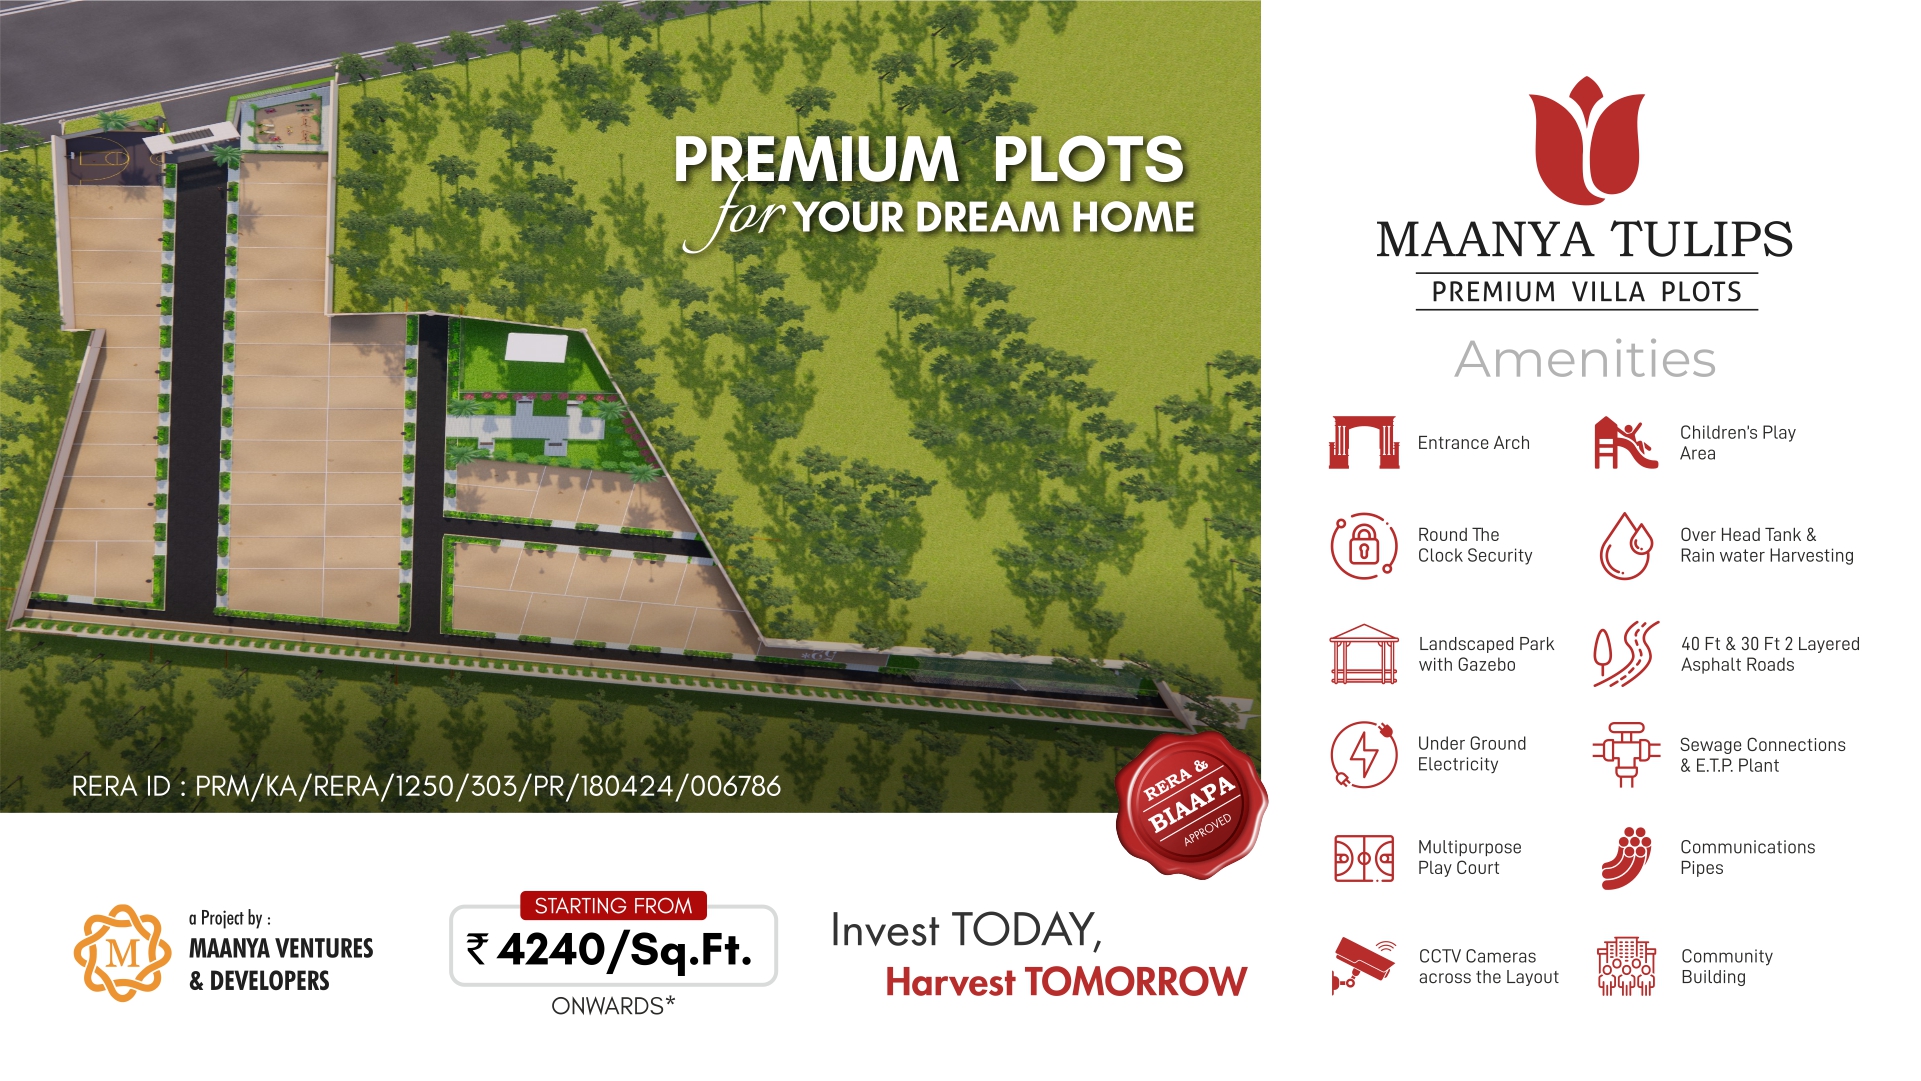 PREMIUM PLOTS
for YOUR DREAM HOME
RERA ID : PRM/KA/RERA/1250/303/PR/180424/006786
RERA &
BIAAPA
APPROVED
a Project by :
MAANYA VENTURES
& DEVELOPERS
M
STARTING FROM
₹ 4240/Sq.Ft.
ONWARDS*
Invest TODAY,
Harvest TOMORROW
MAANYA TULIPS
PREMIUM VILLA PLOTS
Amenities
Entrance Arch
Children's Play
Area
Round The
Clock Security
Over Head Tank &
Rain water Harvesting
Landscaped Park
with Gazebo
40 Ft & 30 Ft 2 Layered
Asphalt Roads
Under Ground
Electricity
Sewage Connections
& E.T.P. Plant
Multipurpose
Play Court
Communications
Pipes
CCTV Cameras
across the Layout
Community
Building